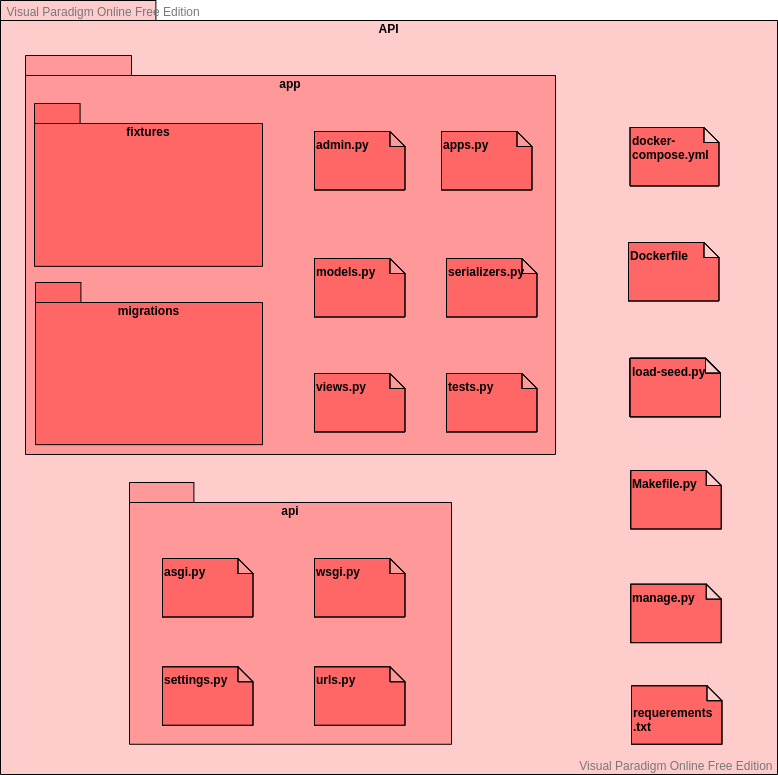 Visual Paradigm Online Free Edition
API
app
fixtures
admin.py
apps.py
docker-
compose.yml
models.py
serializers.py
Dockerfile
migrations
views.py
tests.py
load-seed.py
api
Makefile.py
asgi.py
wsgi.py
manage.py
settings.py
urls.py
requerements
.txt
Visual Paradigm Online Free Edition